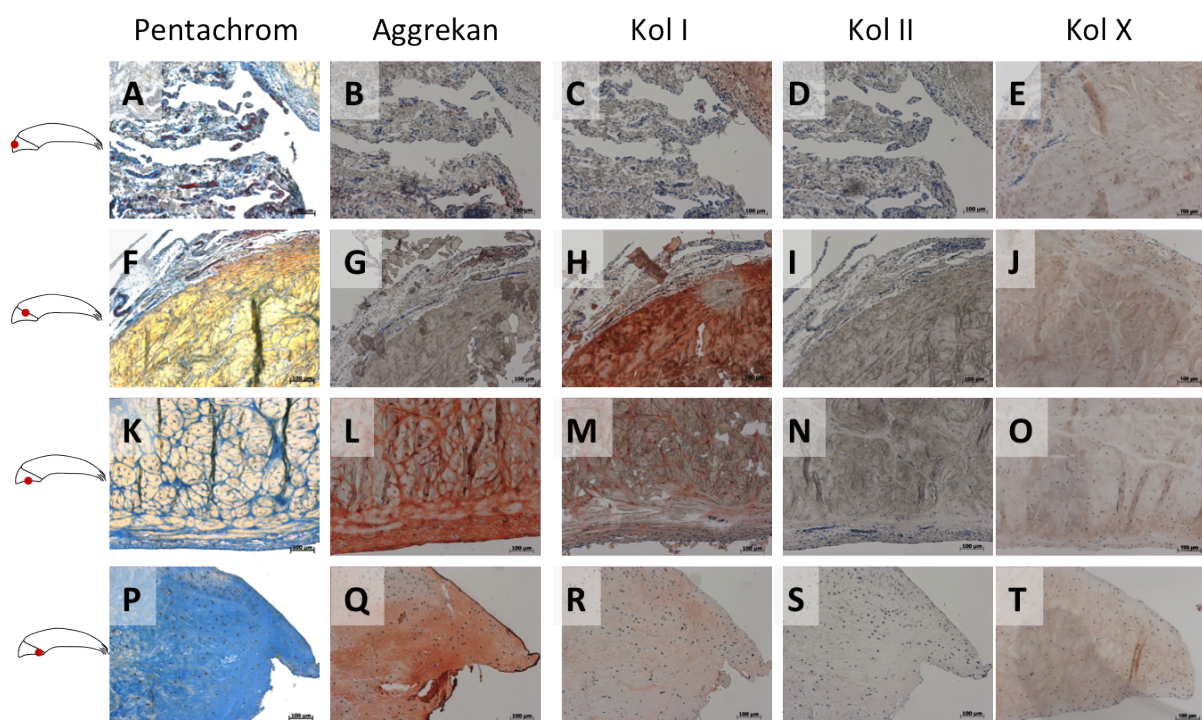 Pentachrom Aggrekan Kol I Kol II Kol X
A B C D E
100 µm 100 µm 100 µm 100 µm 100 µm
F G H I J
100 µm 100 µm 100 µm 100 µm 100 µm
K L M N O
100 µm 100 µm 100 µm 100 µm 100 µm
P Q R S T
100 µm 100 µm 100 µm 100 µm 100 µm